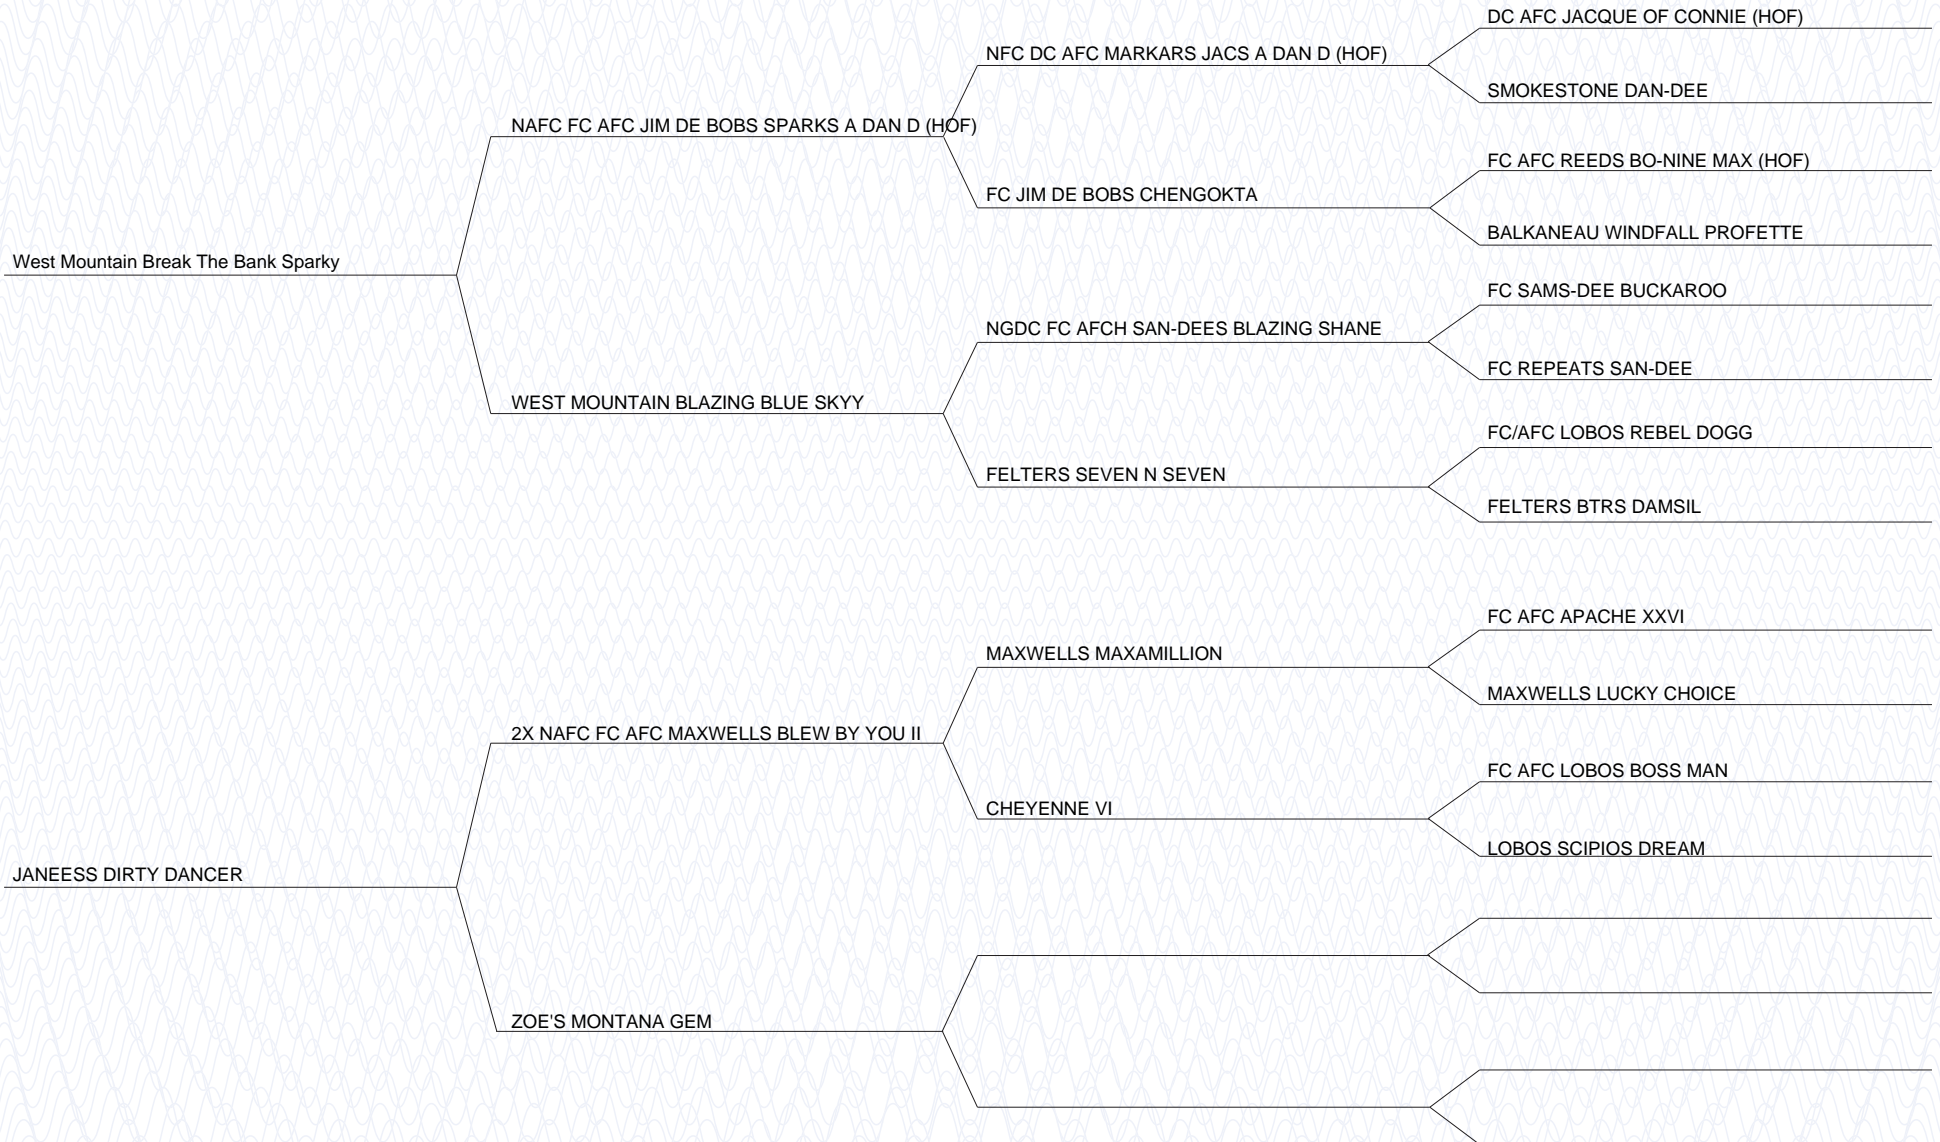 DC AFC JACQUE OF CONNIE (HOF)
NFC DC AFC MARKARS JACS A DAN D (HOF)
SMOKESTONE DAN-DEE
NAFC FC AFC JIM DE BOBS SPARKS A DAN D (HOF)
FC AFC REEDS BO-NINE MAX (HOF)
FC JIM DE BOBS CHENGOKTA
BALKANEAU WINDFALL PROFETTE
West Mountain Break The Bank Sparky
FC SAMS-DEE BUCKAROO
NGDC FC AFCH SAN-DEES BLAZING SHANE
FC REPEATS SAN-DEE
WEST MOUNTAIN BLAZING BLUE SKYY
FC/AFC LOBOS REBEL DOGG
FELTERS SEVEN N SEVEN
FELTERS BTRS DAMSIL
FC AFC APACHE XXVI
MAXWELLS MAXAMILLION
MAXWELLS LUCKY CHOICE
2X NAFC FC AFC MAXWELLS BLEW BY YOU II
FC AFC LOBOS BOSS MAN
CHEYENNE VI
LOBOS SCIPIOS DREAM
JANEESS DIRTY DANCER
ZOE'S MONTANA GEM